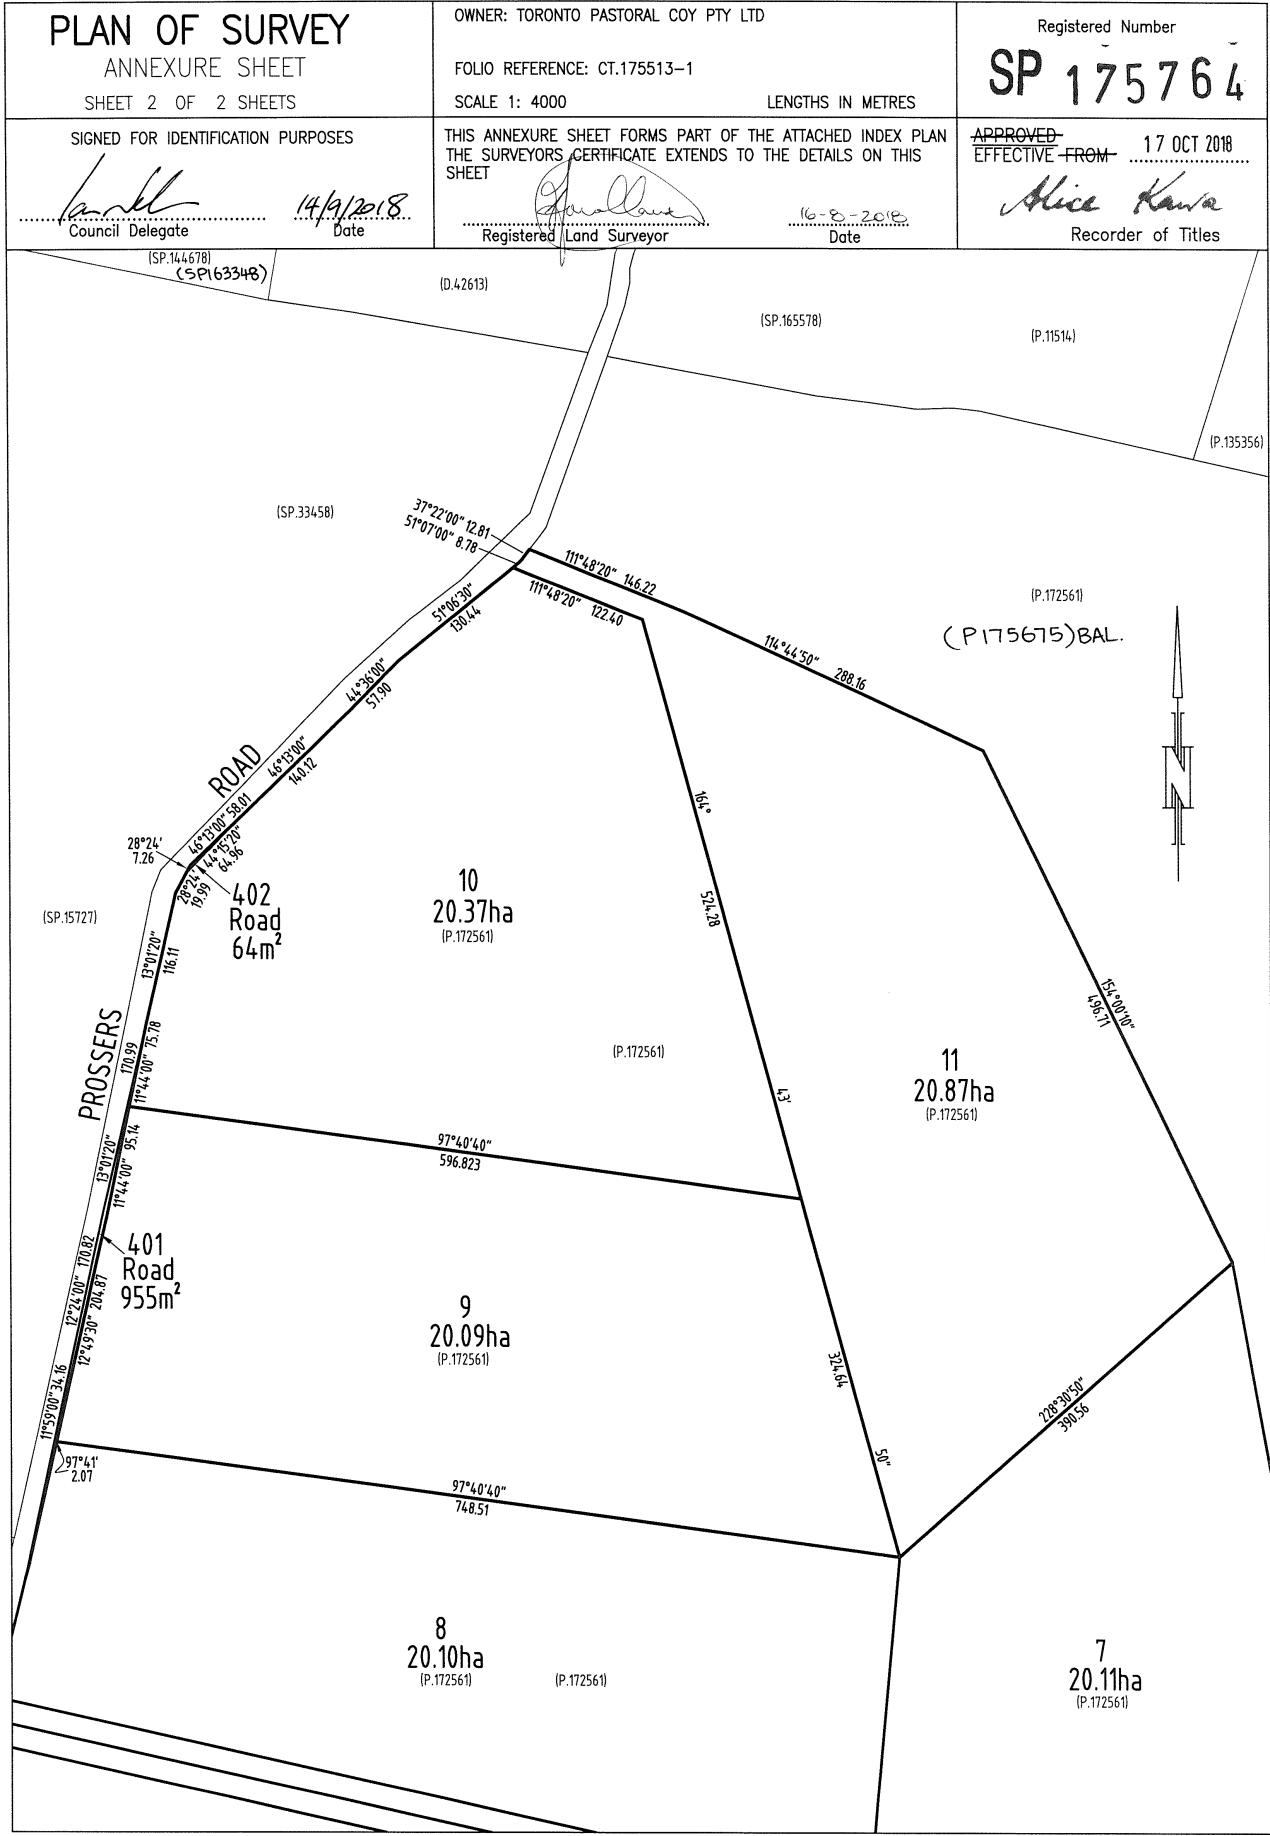 PLAN OF SURVEY
ANNEXURE SHEET
SHEET 2 OF 2 SHEETS
OWNER: TORONTO PASTORAL COY PTY LTD
FOLIO REFERENCE: CT.175513-1
SCALE 1: 4000 LENGTHS IN METRES
Registered Number
SP 175764
SIGNED FOR IDENTIFICATION PURPOSES
14/9/2018
Council Delegate Date
THIS ANNEXURE SHEET FORMS PART OF THE ATTACHED INDEX PLAN
THE SURVEYORS CERTIFICATE EXTENDS TO THE DETAILS ON THIS
SHEET
16-8-2018
Registered Land Surveyor Date
APPROVED
EFFECTIVE FROM 17 OCT 2018
Alice Kawa
Recorder of Titles
(SP.144678)
(SP163348)
(D.42613)
(SP.165578)
(P.11514)
(P.135356)
(SP.33458)
37°22'00" 12.81
51°07'00" 8.78
111°48'20" 146.22
111°48'20" 122.40
51°06'30"
130.44
(P.172561)
(P175675)BAL.
114°44'50" 288.16
44°36'00"
57.90
N
ROAD
46°13'00"
140.12
46°13'00" 58.01
44°15'20"
64.96
28°24'
7.26
28°24'
19.99
402
Road
64m²
164°
524.28
43'
10
20.37ha
(P.172561)
(SP.15727)
13°01'20"
116.11
154°00'10"
496.71
PROSSERS
170.99
11°44'00" 75.78
(P.172561)
11
20.87ha
(P.172561)
97°40'40"
596.823
13°01'20"
11°44'00" 95.14
401
Road
955m²
12°24'00" 170.82
12°49'30" 204.87
9
20.09ha
(P.172561)
324.64
50"
11°59'00" 34.16
228°30'50"
390.56
97°41'
2.07
97°40'40"
748.51
8
20.10ha
(P.172561)
(P.172561)
7
20.11ha
(P.172561)